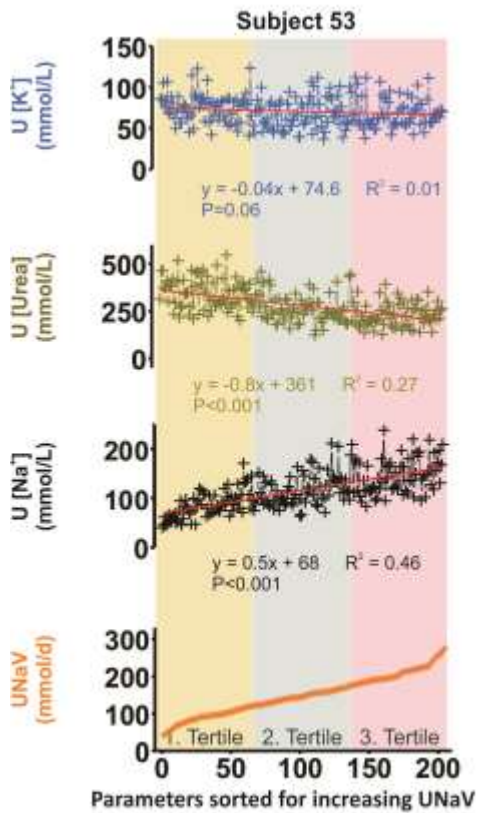 Subject 53
U [K⁺]
(mmol/L)
150
100
50
0
y = -0.04x + 74.6 R² = 0.01
P=0.06
U [Urea]
(mmol/L)
500
250
0
y = -0.8x + 361 R² = 0.27
P<0.001
U [Na⁺]
(mmol/L)
200
100
0
y = 0.5x + 68 R² = 0.46
P<0.001
UNaV
(mmol/d)
300
200
100
0
1. Tertile 2. Tertile 3. Tertile
0 50 100 150 200
Parameters sorted for increasing UNaV